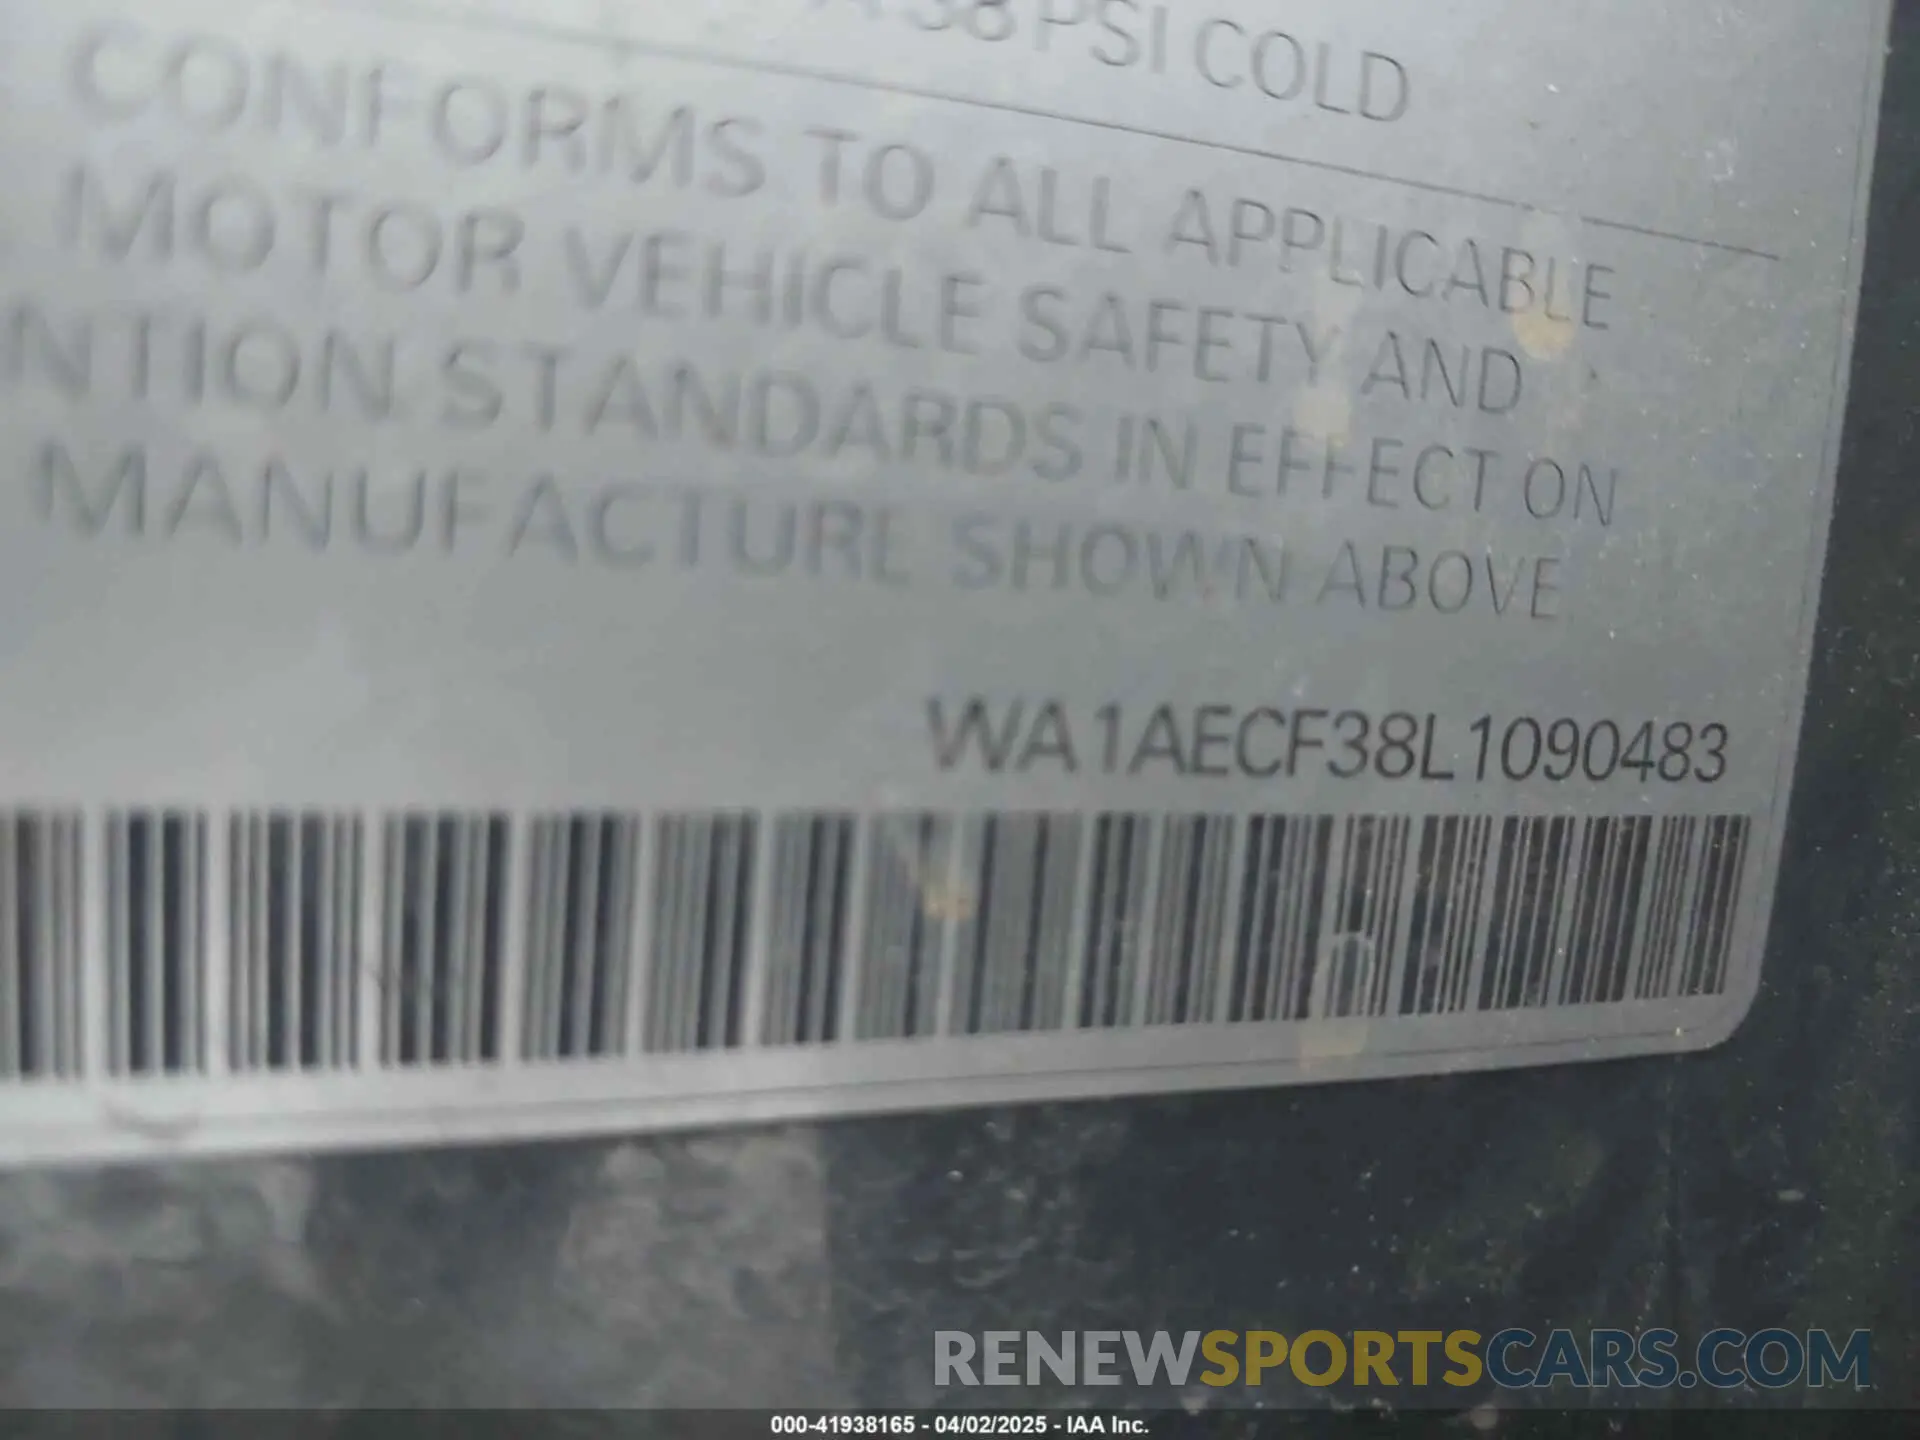 38 PSI COLD
CONFORMS TO ALL APPLICABLE
MOTOR VEHICLE SAFETY AND
NTION STANDARDS IN EFFECT ON
MANUFACTURE SHOWN ABOVE
WA1AECF38L1090483
RENEWSPORTSCARS.COM
000-41938165 - 04/02/2025 - IAA Inc.